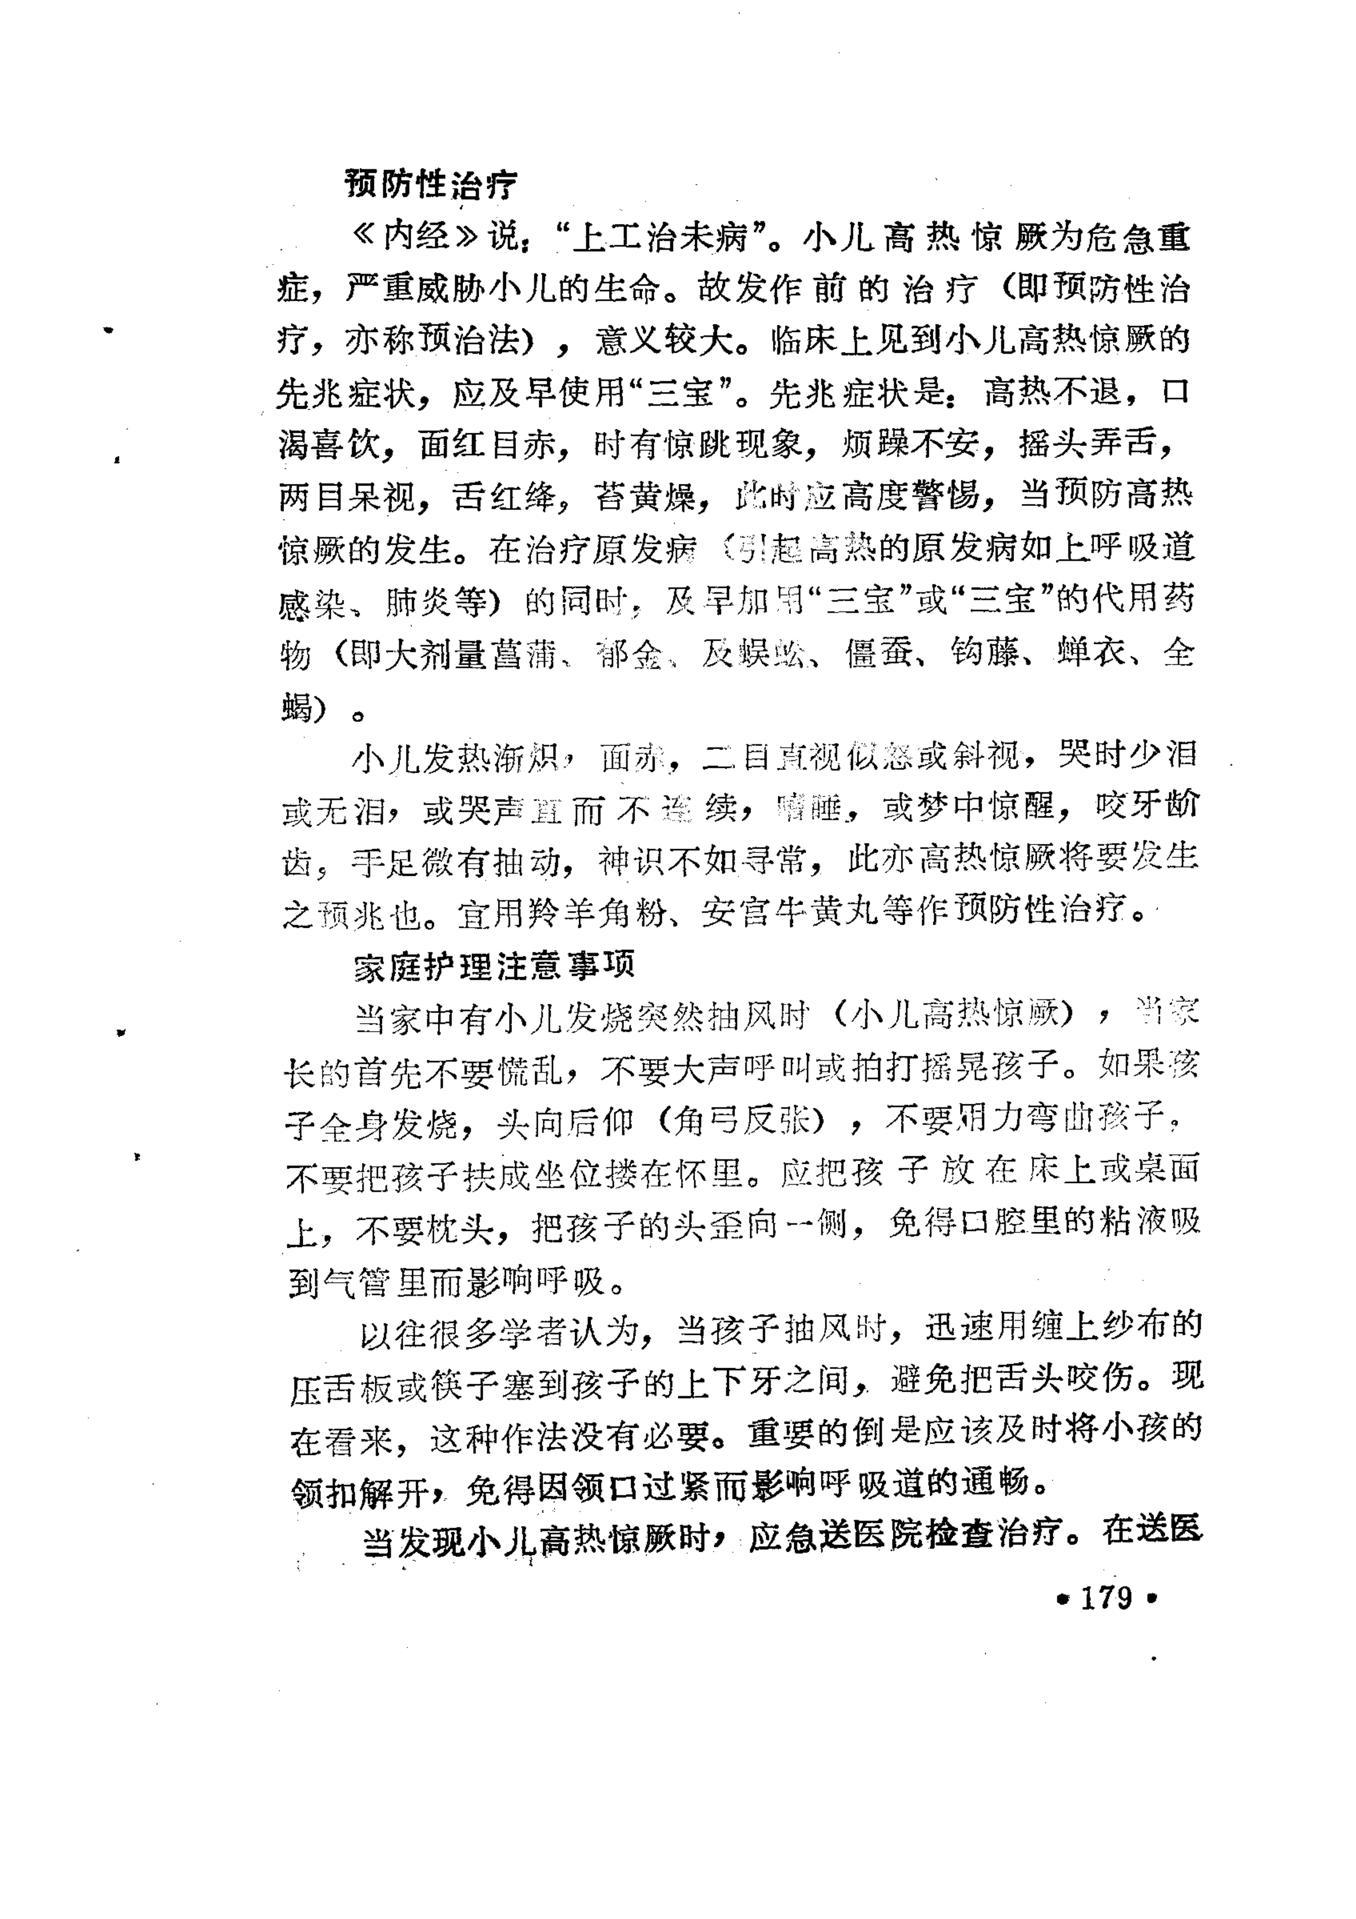 预防性治疗
《内经》说：“上工治未病”。小儿高热惊厥为危急重
症，严重威胁小儿的生命。故发作前的治疗（即预防性治
疗，亦称预治法），意义较大。临床上见到小儿高热惊厥的
先兆症状，应及早使用“三宝”。先兆症状是：高热不退，口
渴喜饮，面红目赤，时有惊跳现象，烦躁不安，摇头弄舌，
两目呆视，舌红绛，苔黄燥，此时应高度警惕，当预防高热
惊厥的发生。在治疗原发病（引起高热的原发病如上呼吸道
感染、肺炎等）的同时，及早加用“三宝”或“三宝”的代用药
物（即大剂量菖蒲、郁金、及蜈蚣、僵蚕、钩藤、蝉衣、全
蝎）。
小儿发热渐炽，面赤，二目直视似怒或斜视，哭时少泪
或无泪，或哭声直而不连续，嗜睡，或梦中惊醒，咬牙龄
齿，手足微有抽动，神识不如寻常，此亦高热惊厥将要发生
之预兆也。宜用羚羊角粉、安宫牛黄丸等作预防性治疗。
家庭护理注意事项
当家中有小儿发烧突然抽风时（小儿高热惊厥），当家
长的首先不要慌乱，不要大声呼叫或拍打摇晃孩子。如果孩
子全身发烧，头向后仰（角弓反张），不要用力弯曲孩子，
不要把孩子扶成坐位搂在怀里。应把孩子放在床上或桌面
上，不要枕头，把孩子的头歪向一侧，免得口腔里的粘液吸
到气管里而影响呼吸。
以往很多学者认为，当孩子抽风时，迅速用缠上纱布的
压舌板或筷子塞到孩子的上下牙之间，避免把舌头咬伤。现
在看来，这种作法没有必要。重要的倒是应该及时将小孩的
领扣解开，免得因领口过紧而影响呼吸道的通畅。
当发现小儿高热惊厥时，应急送医院检查治疗。在送医
•179•